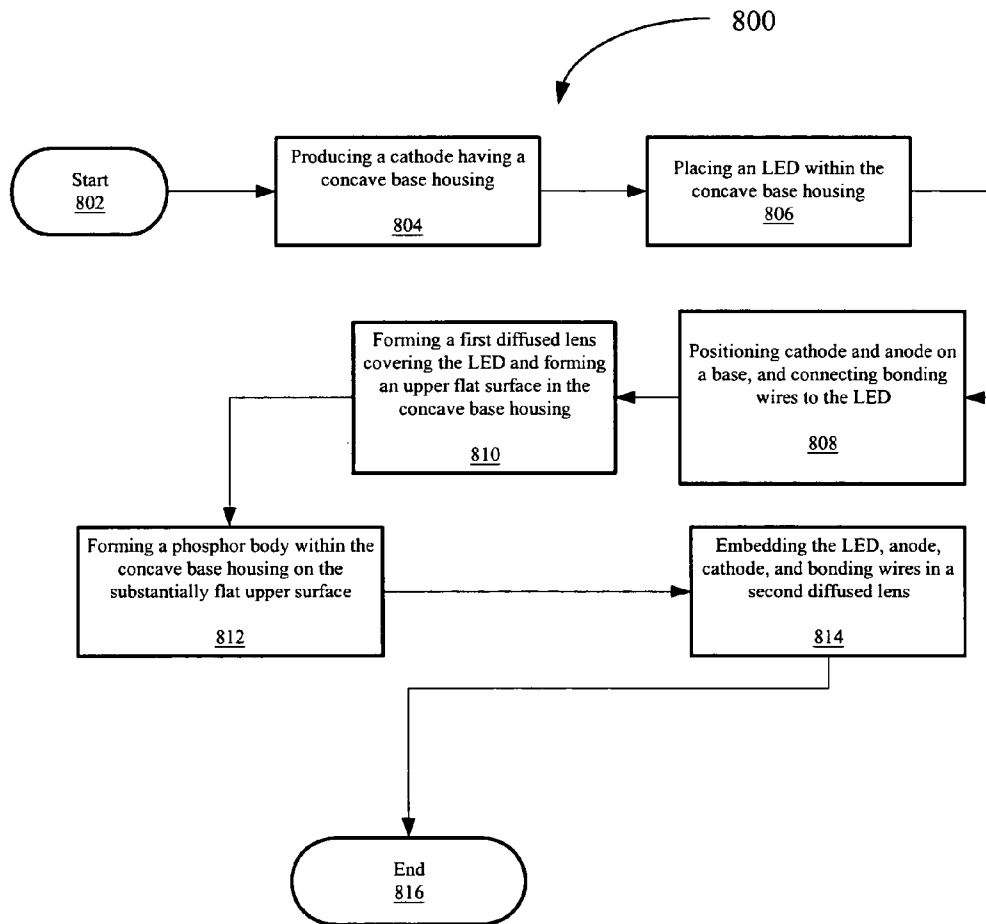 800
Start
802
Producing a cathode having a
concave base housing
804
Placing an LED within the
concave base housing
806
Positioning cathode and anode on
a base, and connecting bonding
wires to the LED
808
Forming a first diffused lens
covering the LED and forming
an upper flat surface in the
concave base housing
810
Forming a phosphor body within the
concave base housing on the
substantially flat upper surface
812
Embedding the LED, anode,
cathode, and bonding wires in a
second diffused lens
814
End
816